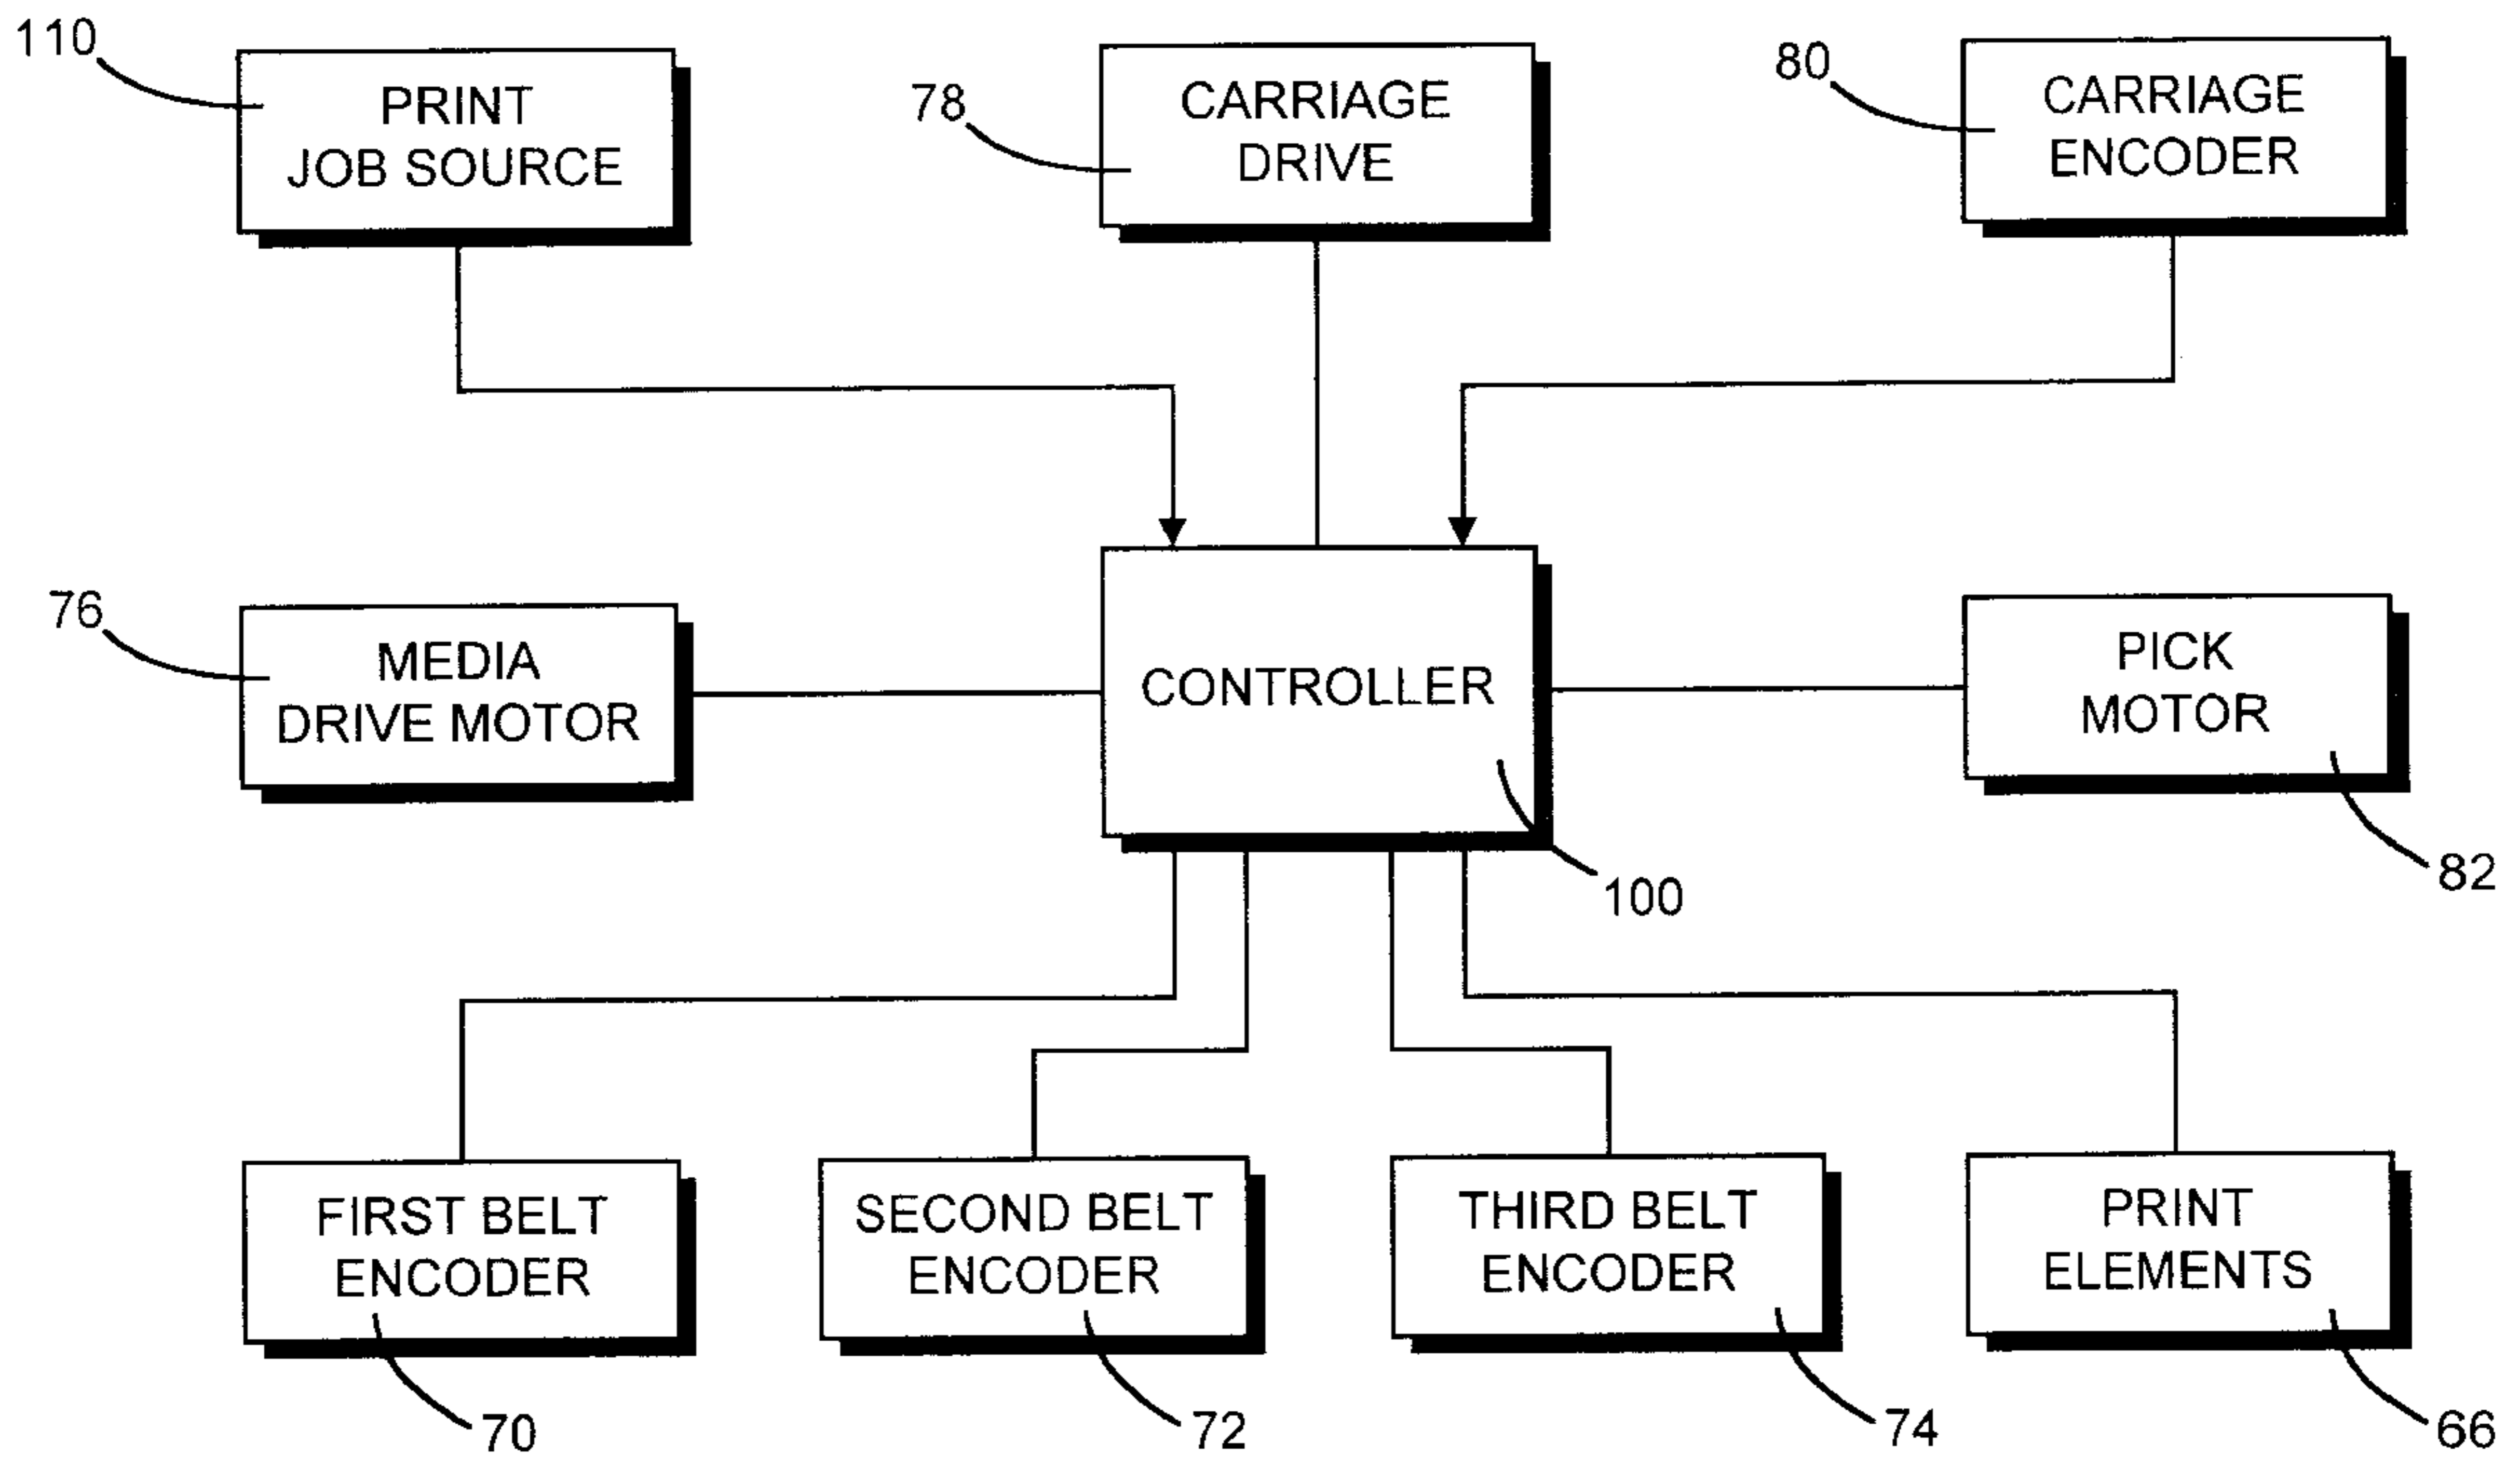 110
PRINT
JOB SOURCE
78
CARRIAGE
DRIVE
80
CARRIAGE
ENCODER
76
MEDIA
DRIVE MOTOR
CONTROLLER
100
PICK
MOTOR
82
FIRST BELT
ENCODER
70
SECOND BELT
ENCODER
72
THIRD BELT
ENCODER
74
PRINT
ELEMENTS
66